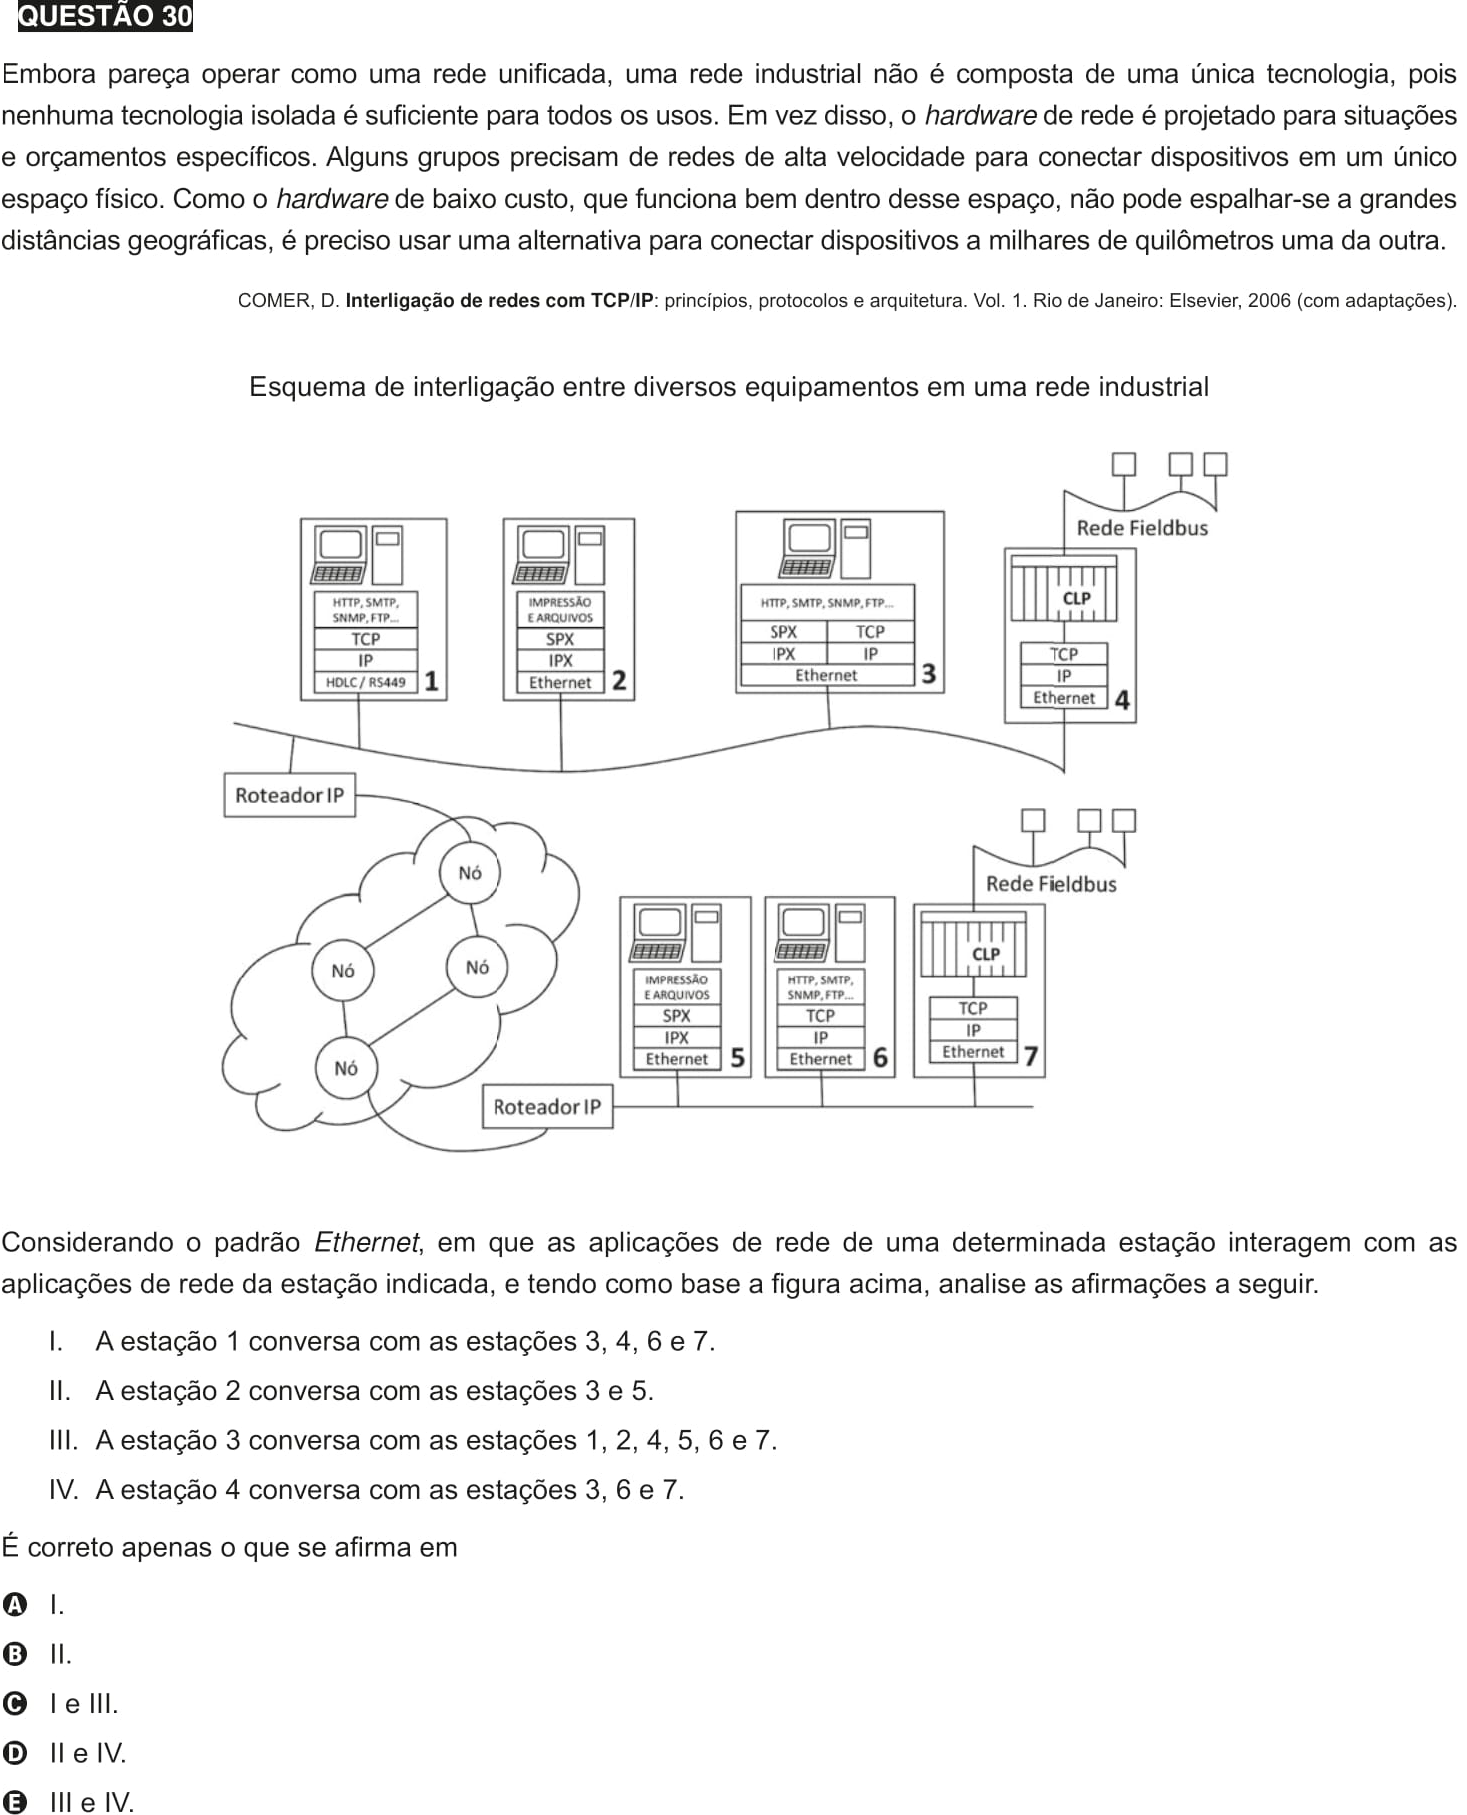 QUESTÃO 30
Embora pareça operar como uma rede unificada, uma rede industrial não é composta de uma única tecnologia, pois
nenhuma tecnologia isolada é suficiente para todos os usos. Em vez disso, o hardware de rede é projetado para situações
e orçamentos específicos. Alguns grupos precisam de redes de alta velocidade para conectar dispositivos em um único
espaço físico. Como o hardware de baixo custo, que funciona bem dentro desse espaço, não pode espalhar-se a grandes
distâncias geográficas, é preciso usar uma alternativa para conectar dispositivos a milhares de quilômetros uma da outra.
COMER, D. Interligação de redes com TCP/IP: princípios, protocolos e arquitetura. Vol. 1. Rio de Janeiro: Elsevier, 2006 (com adaptações).
Esquema de interligação entre diversos equipamentos em uma rede industrial
HTTP, SMTP,
SNMP, FTP...
TCP
IP
HDLC / RS449
1
IMPRESSÃO
E ARQUIVOS
SPX
IPX
Ethernet
2
HTTP, SMTP, SNMP, FTP...
SPX TCP
IPX IP
Ethernet
3
Rede Fieldbus
CLP
TCP
IP
Ethernet
4
Roteador IP
Nó
Nó
Nó
Nó
Roteador IP
IMPRESSÃO
E ARQUIVOS
SPX
IPX
Ethernet
5
HTTP, SMTP,
SNMP, FTP...
TCP
IP
Ethernet
6
Rede Fieldbus
CLP
TCP
IP
Ethernet
7
Considerando o padrão Ethernet, em que as aplicações de rede de uma determinada estação interagem com as
aplicações de rede da estação indicada, e tendo como base a figura acima, analise as afirmações a seguir.
I. A estação 1 conversa com as estações 3, 4, 6 e 7.
II. A estação 2 conversa com as estações 3 e 5.
III. A estação 3 conversa com as estações 1, 2, 4, 5, 6 e 7.
IV. A estação 4 conversa com as estações 3, 6 e 7.
É correto apenas o que se afirma em
A I.
B II.
C I e III.
D II e IV.
E III e IV.